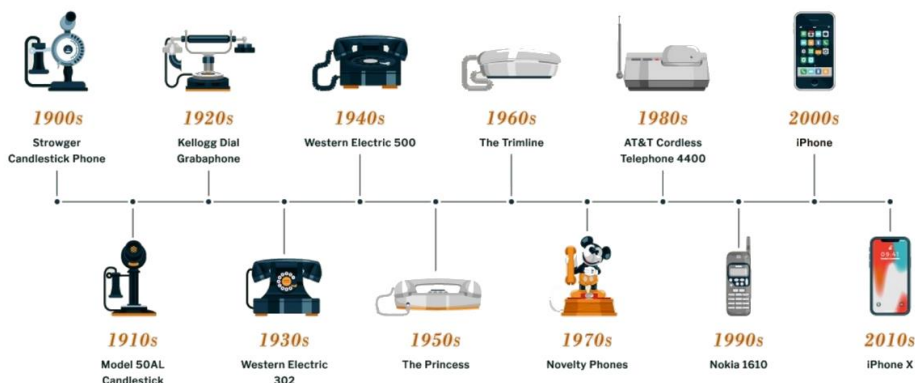 1900s
Strowger
Candlestick Phone
1920s
Kellogg Dial
Grabaphone
1940s
Western Electric 500
1960s
The Trimline
1980s
AT&T Cordless
Telephone 4400
2000s
iPhone
09:41
1910s
Model 50AL
Candlestick
1930s
Western Electric
302
1950s
The Princess
1970s
Novelty Phones
1990s
Nokia 1610
2010s
iPhone X